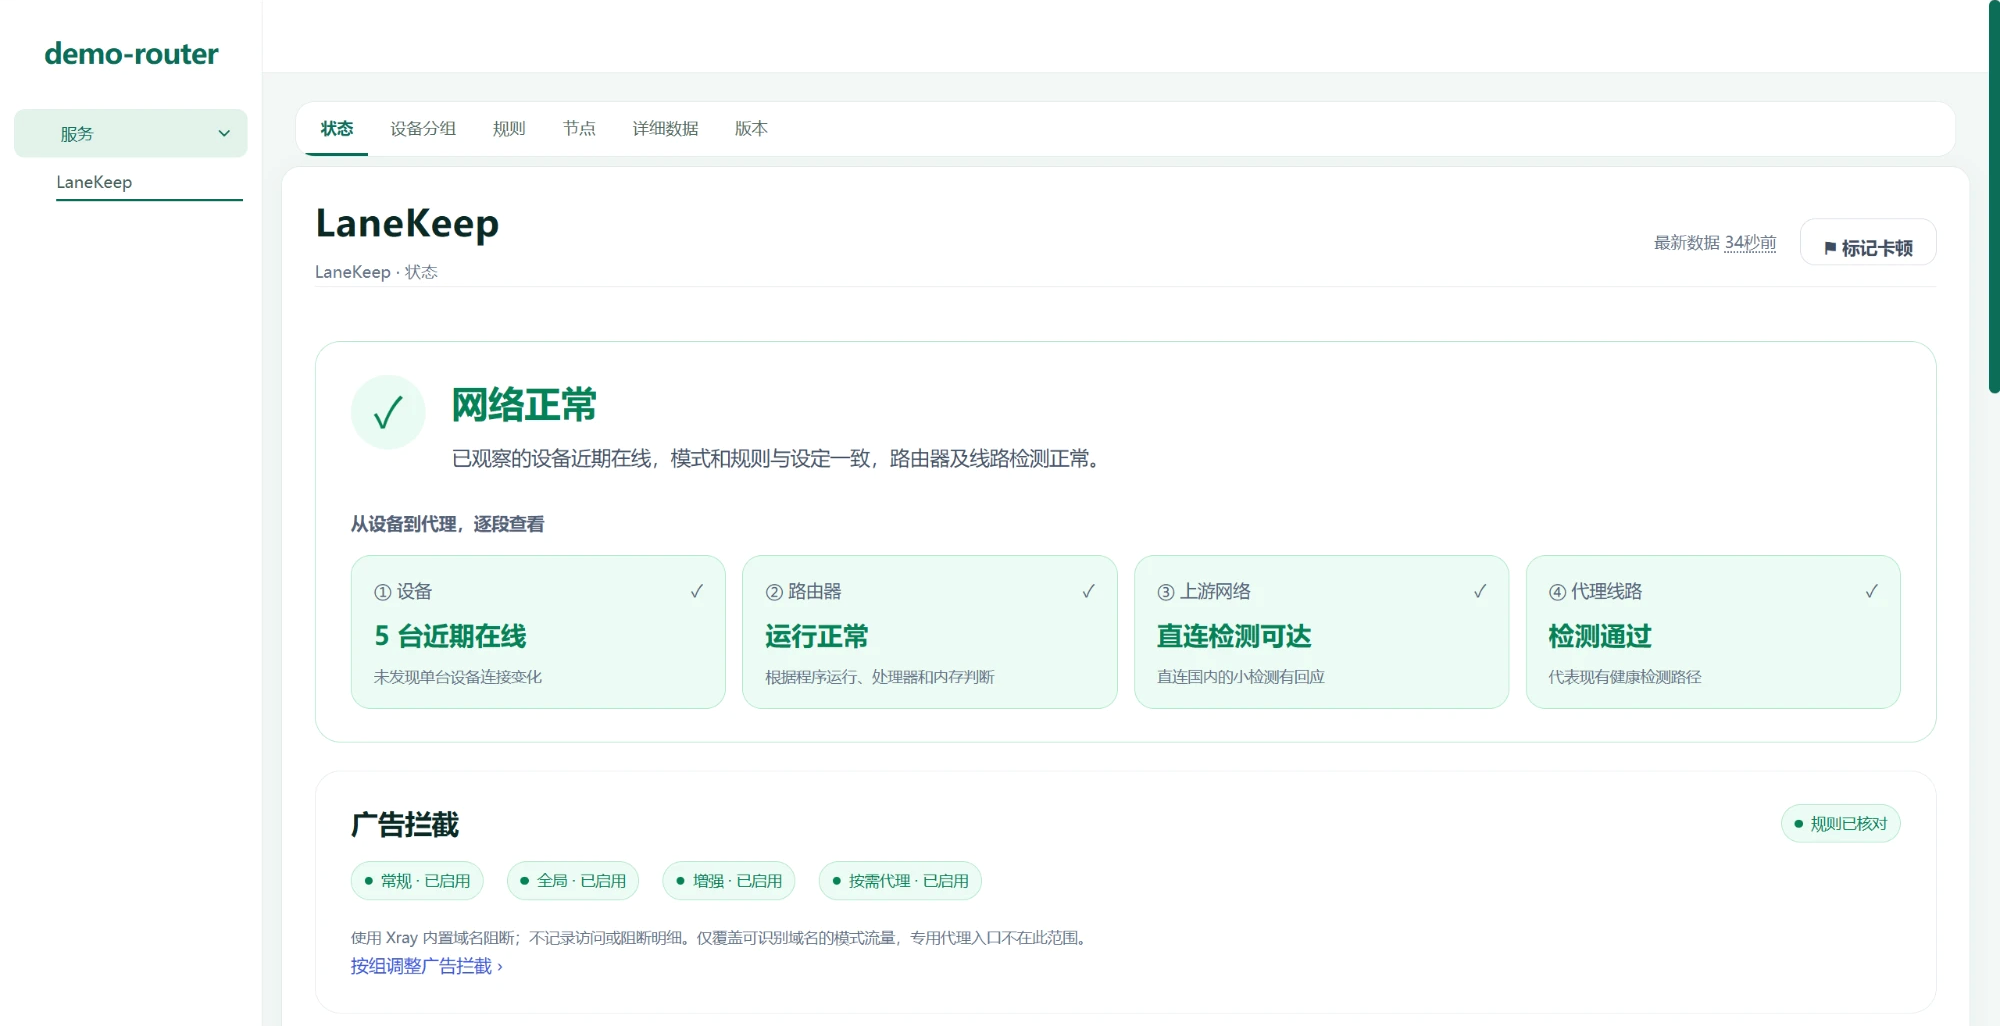 demo-router
服务
LaneKeep
状态 设备分组 规则 节点 详细数据 版本
LaneKeep
LaneKeep · 状态
最新数据 34秒前
⚑ 标记卡顿
✓
网络正常
已观察的设备近期在线，模式和规则与设定一致，路由器及线路检测正常。
从设备到代理，逐段查看
① 设备 ✓
5 台近期在线
未发现单台设备连接变化
② 路由器 ✓
运行正常
根据程序运行、处理器和内存判断
③ 上游网络 ✓
直连检测可达
直连国内的小检测有回应
④ 代理线路 ✓
检测通过
代表现有健康检测路径
广告拦截
规则已核对
常规 · 已启用
全局 · 已启用
增强 · 已启用
按需代理 · 已启用
使用 Xray 内置域名阻断；不记录访问或阻断明细。仅覆盖可识别域名的模式流量，专用代理入口不在此范围。
按组调整广告拦截 ›